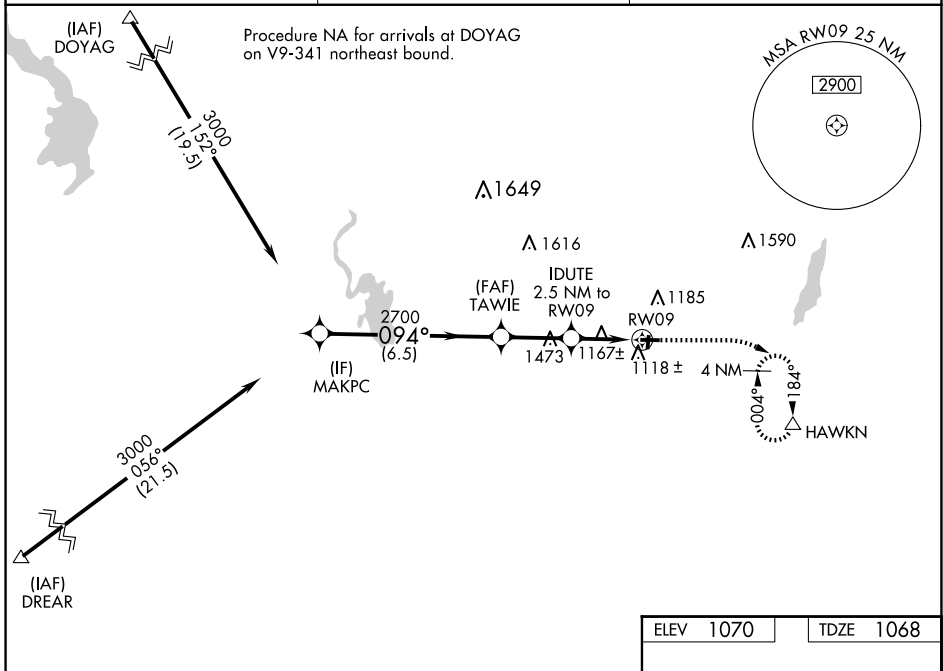 (IAF)
DOYAG
Procedure NA for arrivals at DOYAG
on V9-341 northeast bound.
MSA RW09 25 NM
2900
3000
152°
(19.5)
1649
1616
1590
IDUTE
2.5 NM to
RW09
(FAF)
TAWIE
1185
RW09
2700
094°
(6.5)
(IF)
MAKPC
1473
1167±
1118 ±
4 NM
004°
184°
HAWKN
3000
056°
(21.5)
(IAF)
DREAR
ELEV 1070
TDZE 1068